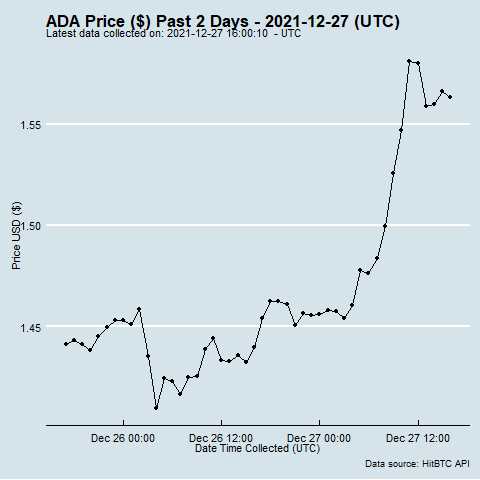 ADA Price ($) Past 2 Days - 2021-12-27 (UTC)
Latest data collected on: 2021-12-27 16:00:10 - UTC
1.55
1.50
1.45
Price USD ($)
Dec 26 00:00 Dec 26 12:00 Dec 27 00:00 Dec 27 12:00
Date Time Collected (UTC)
Data source: HitBTC API